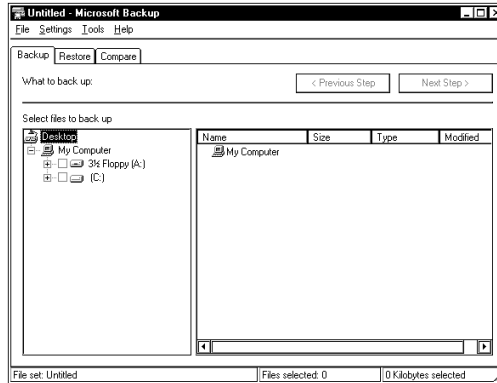 Untitled - Microsoft Backup
File Settings Tools Help
Backup Restore Compare
What to back up:
< Previous Step Next Step >
Select files to back up
Desktop
My Computer
3½ Floppy (A:)
(C:)
Name Size Type Modified
My Computer
File set: Untitled Files selected: 0 0 Kilobytes selected